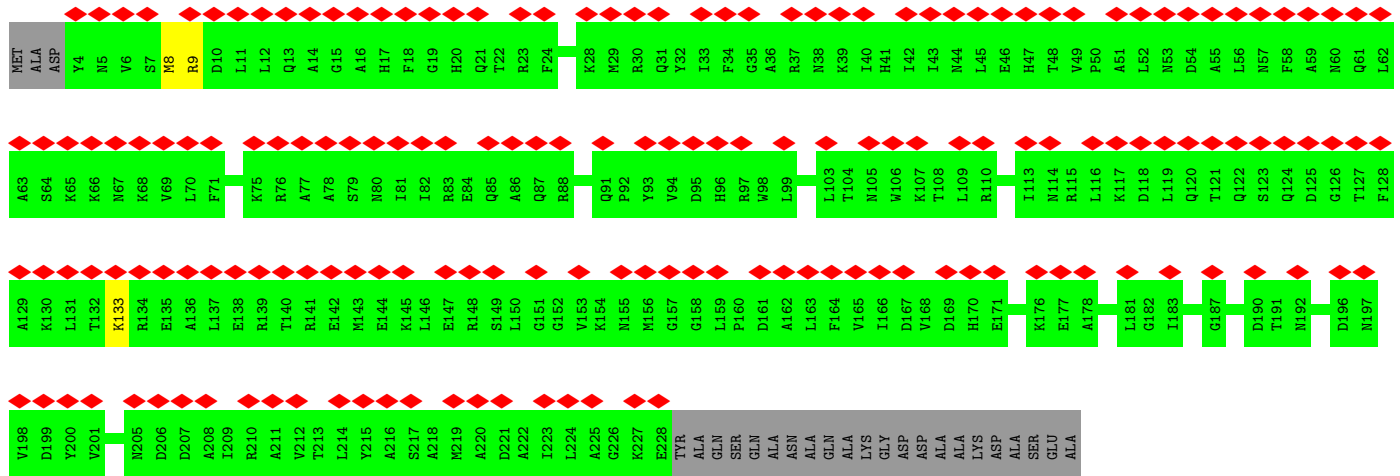 MET ALA ASP Y4 N5 V6 S7 M8 R9 D10 L11 L12 Q13 A14 G15 A16 H17 F18 G19 H20 Q21 T22 R23 F24 K28 M29 R30 Q31 Y32 I33 F34 G35 A36 R37 N38 K39 I40 H41 I42 I43 N44 L45 E46 H47 T48 V49 P50 A51 L52 N53 D54 A55 L56 N57 F58 A59 N60 Q61 L62
A63 S64 K65 K66 N67 K68 V69 L70 F71 K75 R76 A77 A78 S79 N80 I81 I82 R83 E84 Q85 A86 Q87 R88 Q91 P92 Y93 V94 D95 H96 R97 W98 L99 L103 T104 N105 W106 K107 T108 L109 R110 I113 N114 R115 L116 K117 D118 L119 Q120 T121 Q122 S123 Q124 D125 G126 T127 F128
A129 K130 L131 T132 K133 R134 E135 A136 L137 E138 R139 T140 R141 E142 M143 E144 K145 L146 E147 R148 S149 L150 G151 G152 V153 K154 N155 M156 G157 G158 L159 P160 D161 A162 L163 F164 V165 I166 D167 V168 D169 H170 E171 K176 E177 A178 L181 G182 I183 G187 D190 T191 N192 D196 N197
V198 D199 Y200 V201 N205 D206 D207 A208 I209 R210 A211 V212 T213 L214 Y215 A216 S217 A218 M219 A220 D221 A222 I223 L224 A225 G226 K227 E228 TYR ALA GLN SER GLN ALA ASN ALA GLN ALA LYS GLY ASP ASP ALA ALA LYS ASP ALA SER GLU ALA